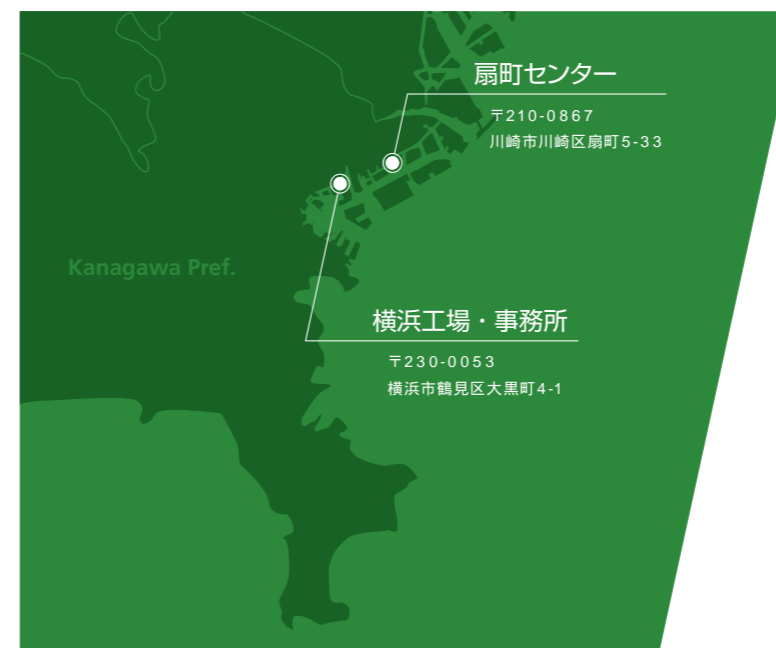 扇町センター
〒210-0867
川崎市川崎区扇町5-33
Kanagawa Pref.
横浜工場・事務所
〒230-0053
横浜市鶴見区大黒町4-1